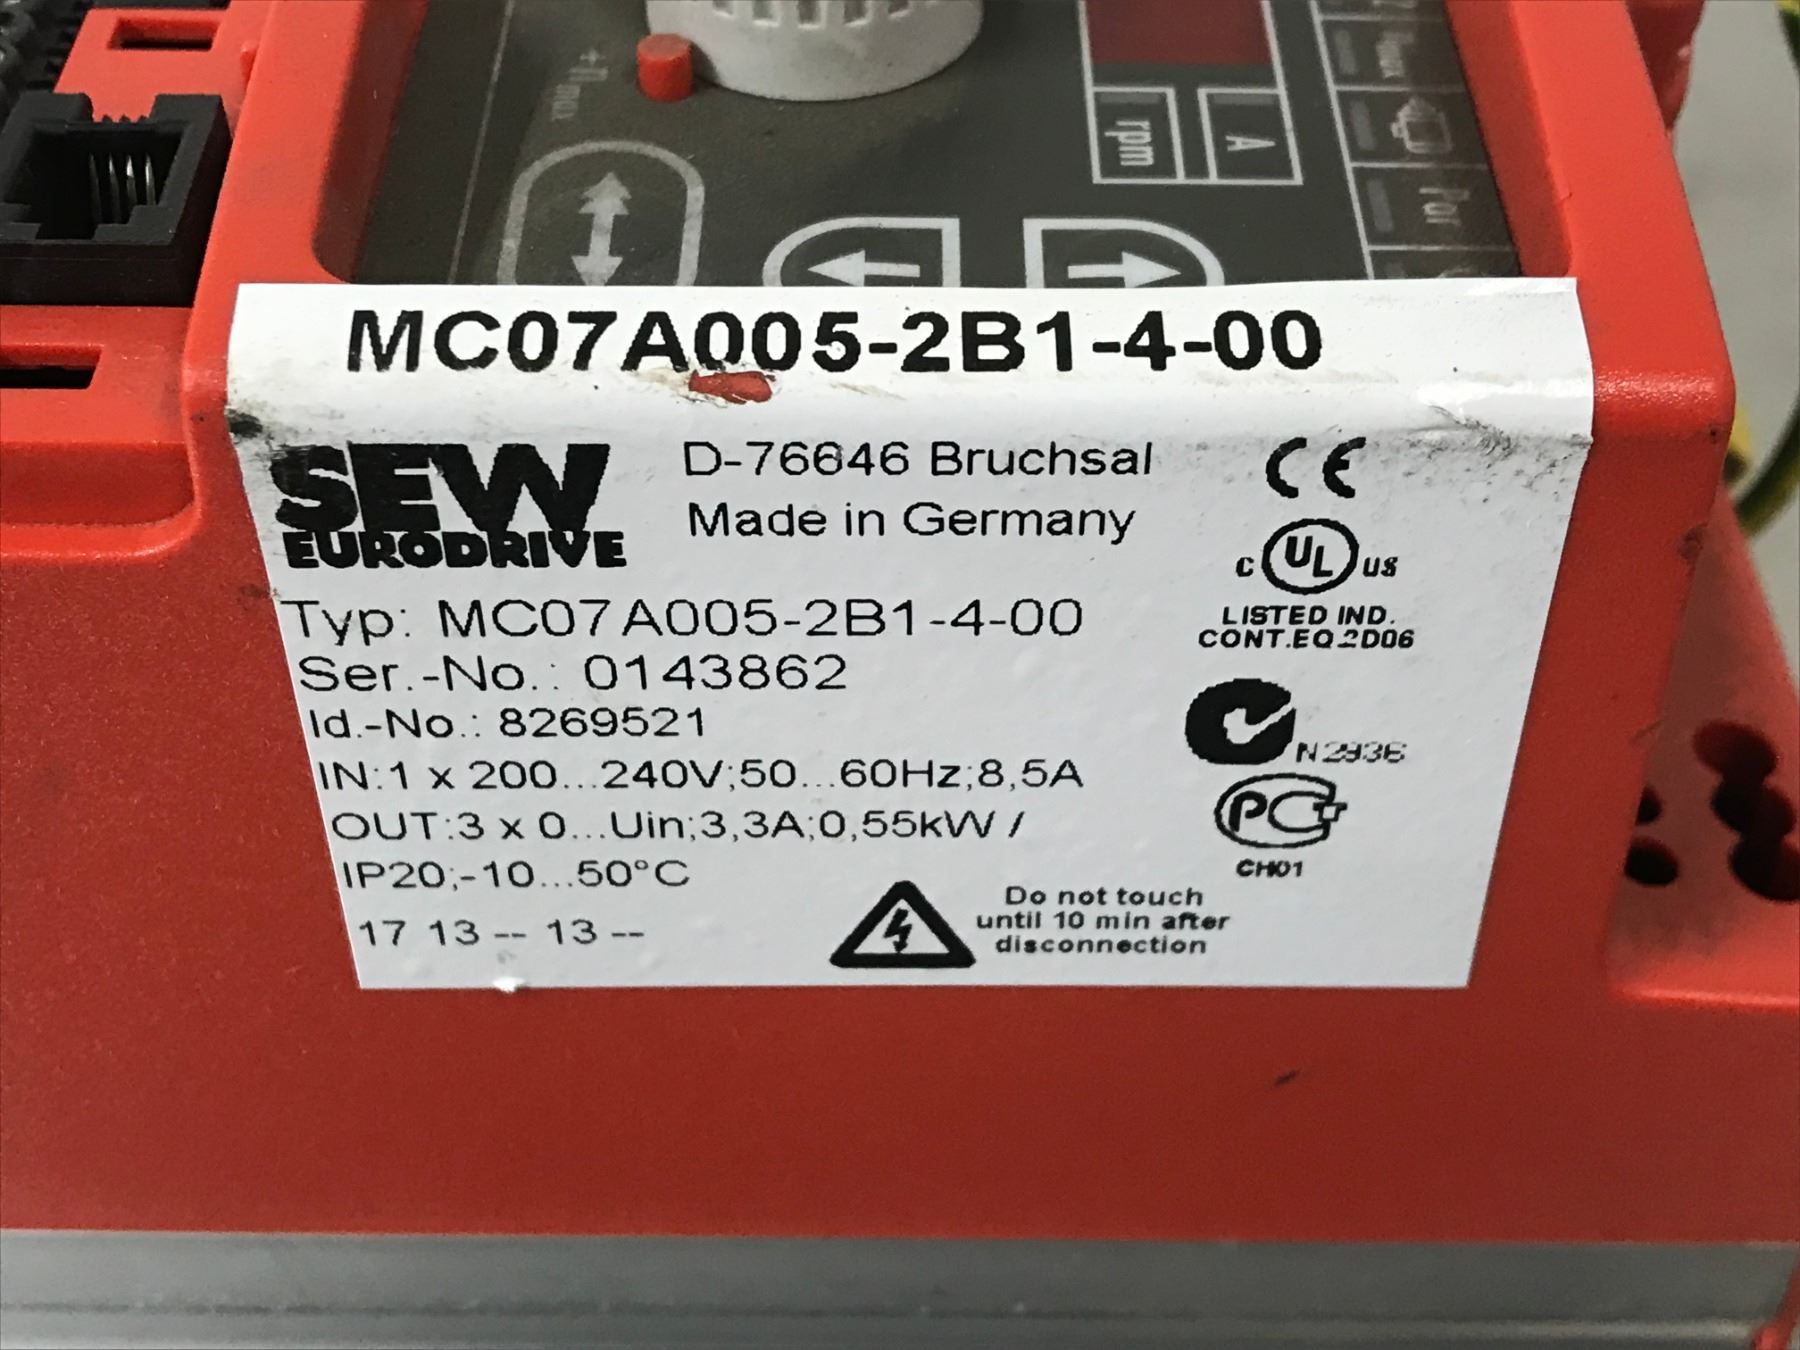 +nmax
A
rpm
Par
MC07A005-2B1-4-00
SEW
EURODRIVE
D-76646 Bruchsal
Made in Germany
CE
c UL us
LISTED IND.
CONT.EQ.2D06
Typ: MC07A005-2B1-4-00
Ser.-No.: 0143862
Id.-No.: 8269521
IN:1 x 200...240V;50...60Hz;8,5A
OUT:3 x 0...Uin;3,3A;0,55kW /
IP20;-10...50°C
17 13 -- 13 --
N2936
PCT
CH01
Do not touch
until 10 min after
disconnection